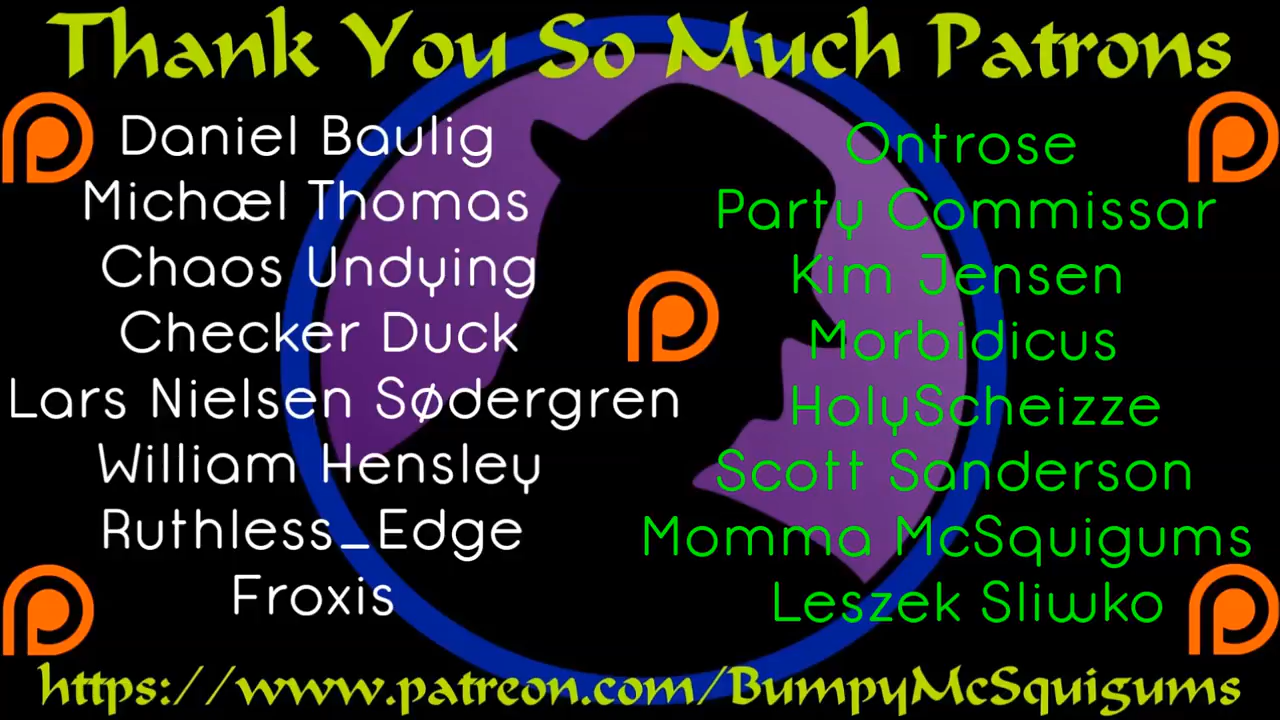 Thank You So Much Patrons
Daniel Baulig
Michæl Thomas
Chaos Undying
Checker Duck
Lars Nielsen Sødergren
William Hensley
Ruthless_Edge
Froxis
Ontrose
Party Commissar
Kim Jensen
Morbidicus
HolyScheizze
Scott Sanderson
Momma McSquigums
Leszek Sliwko
https://www.patreon.com/BumpyMcSquigums